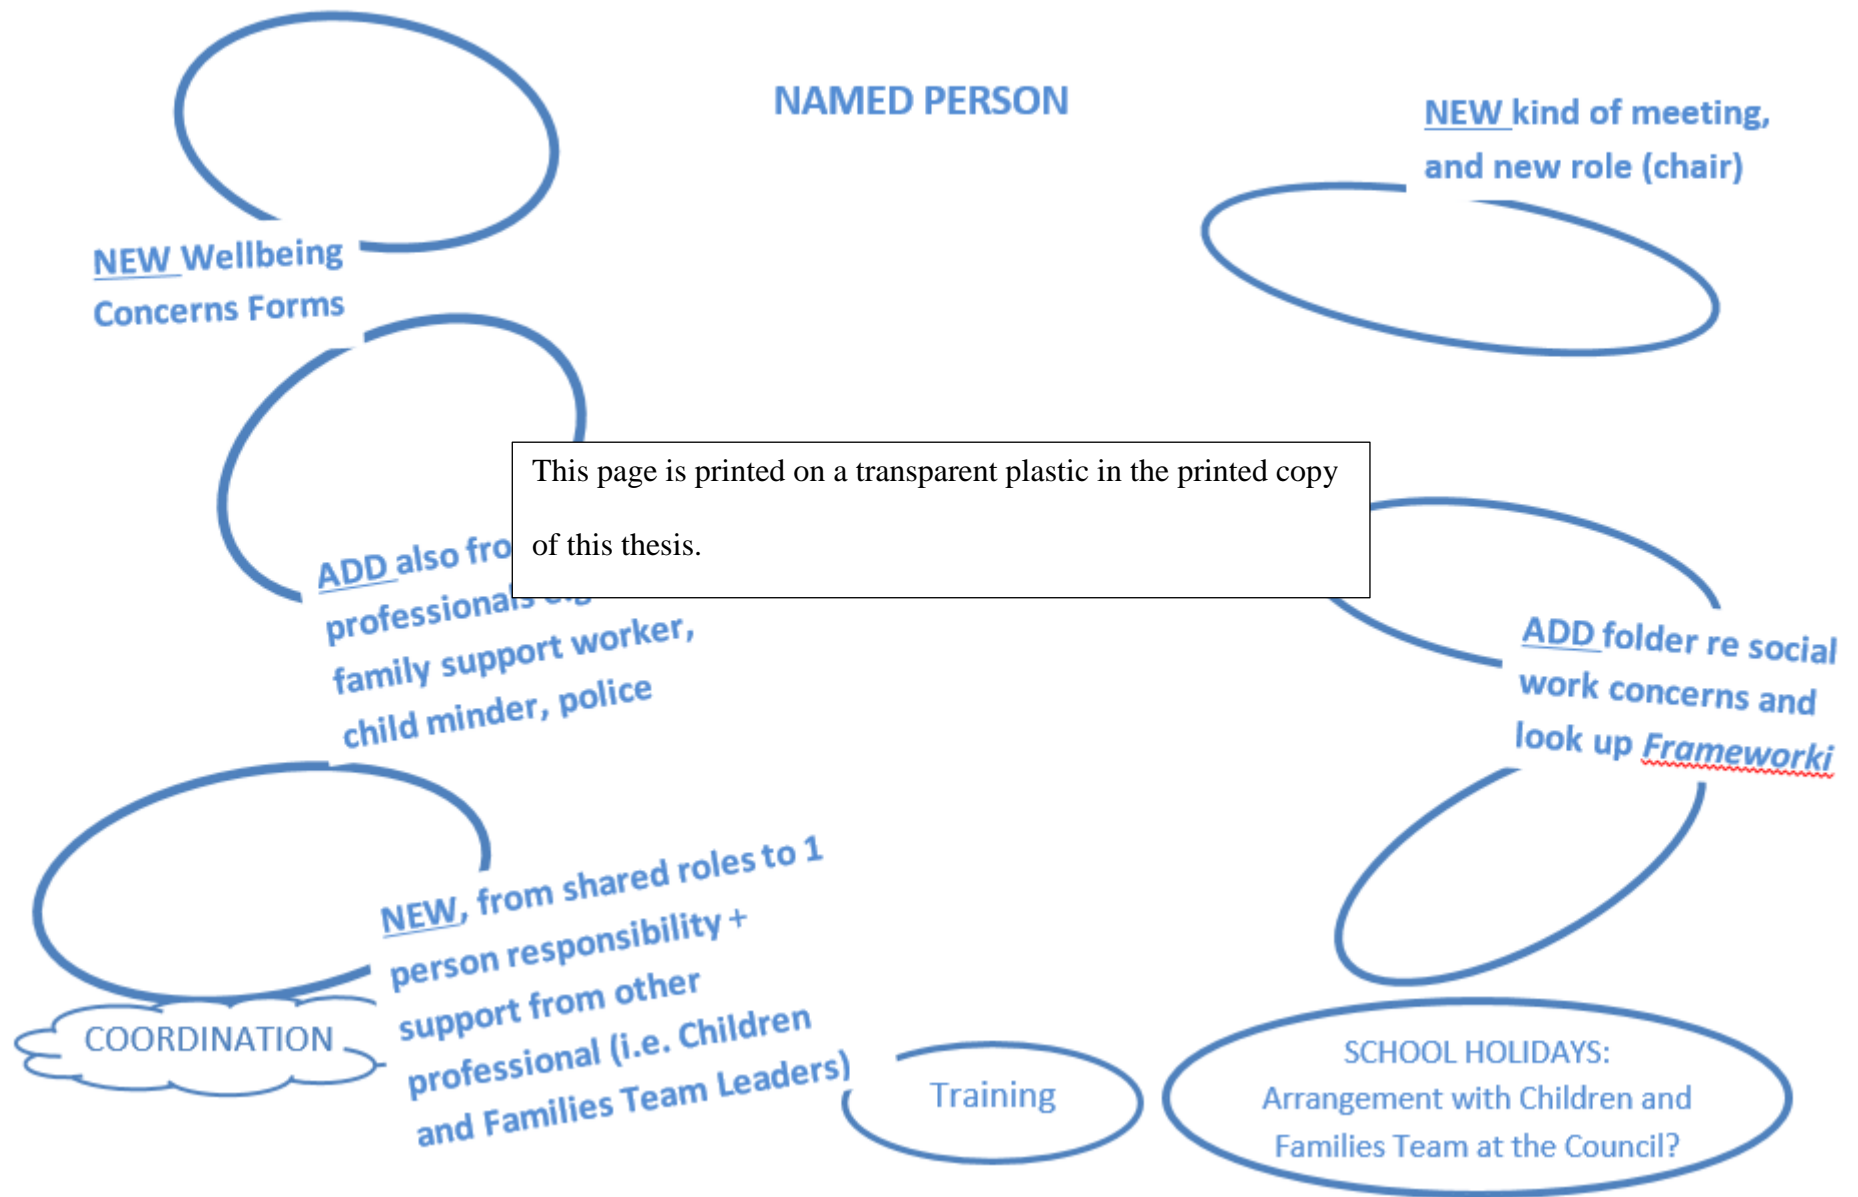 NAMED PERSON
NEW kind of meeting,
and new role (chair)
NEW Wellbeing
Concerns Forms
This page is printed on a transparent plastic in the printed copy
of this thesis.
ADD also
family support worker,
child minder, police
ADD folder re social
work concerns and
look up Frameworki
NEW, from shared roles to 1
person responsibility +
support from other
professional (i.e. Children
and Families Team Leaders)
COORDINATION
Training
SCHOOL HOLIDAYS:
Arrangement with Children and
Families Team at the Council?